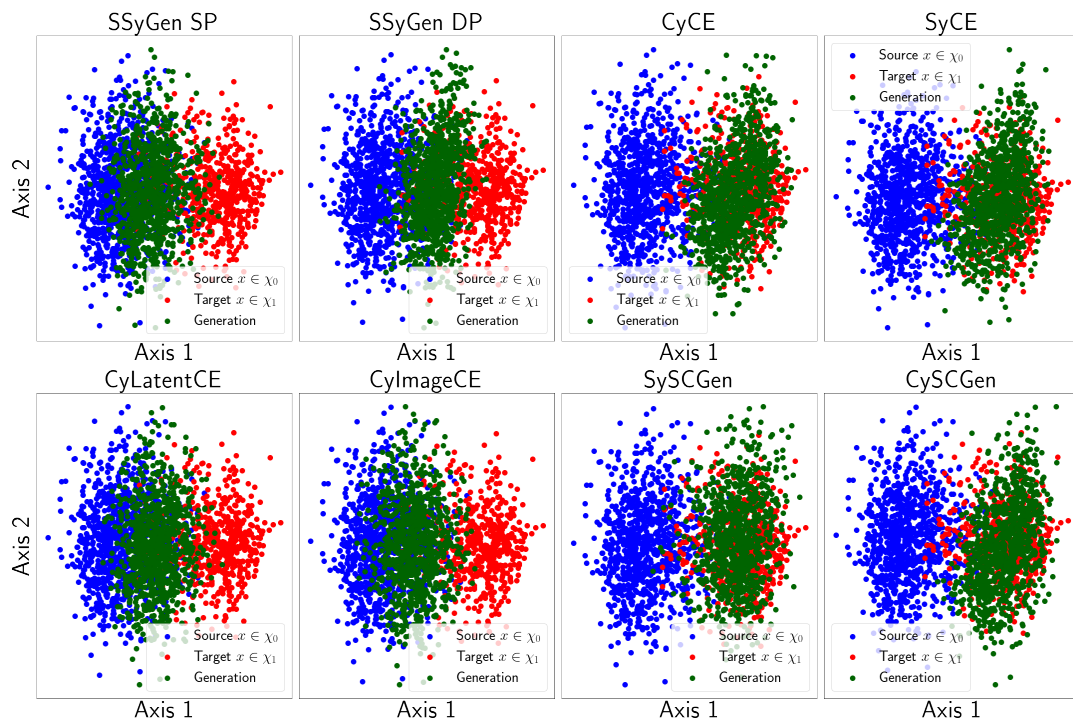 SSyGen SP
SSyGen DP
CyCE
SyCE
Axis 2
Source x ∈ χ₀
Target x ∈ χ₁
Generation
Source x ∈ χ₀
Target x ∈ χ₁
Generation
Source x ∈ χ₀
Target x ∈ χ₁
Generation
Source x ∈ χ₀
Target x ∈ χ₁
Generation
Axis 1
Axis 1
Axis 1
Axis 1
CyLatentCE
CyImageCE
SySCGen
CySCGen
Axis 2
Source x ∈ χ₀
Target x ∈ χ₁
Generation
Source x ∈ χ₀
Target x ∈ χ₁
Generation
Source x ∈ χ₀
Target x ∈ χ₁
Generation
Source x ∈ χ₀
Target x ∈ χ₁
Generation
Axis 1
Axis 1
Axis 1
Axis 1